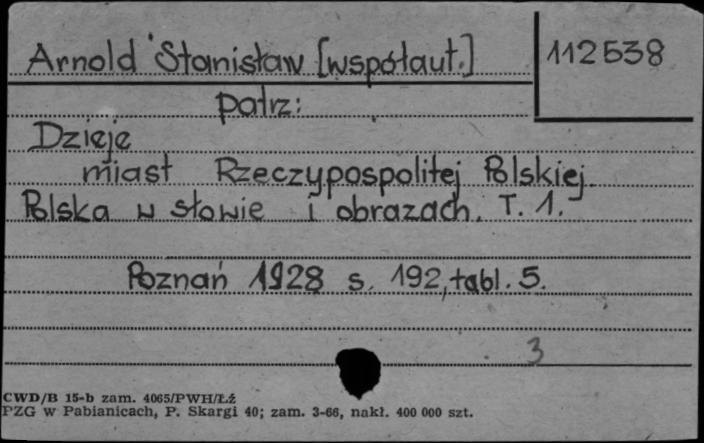 Arnold Stanisław [współaut.]
112538
patrz:
Dzieje
miast Rzeczypospolitej Polskiej.
Polska w słowie i obrazach. T. 1.
Poznań 1928 s. 192, tabl. 5.
3
CWD/B 15-b zam. 4065/PWH/Łź
PZG w Pabianicach, P. Skargi 40; zam. 3-66, nakł. 400 000 szt.